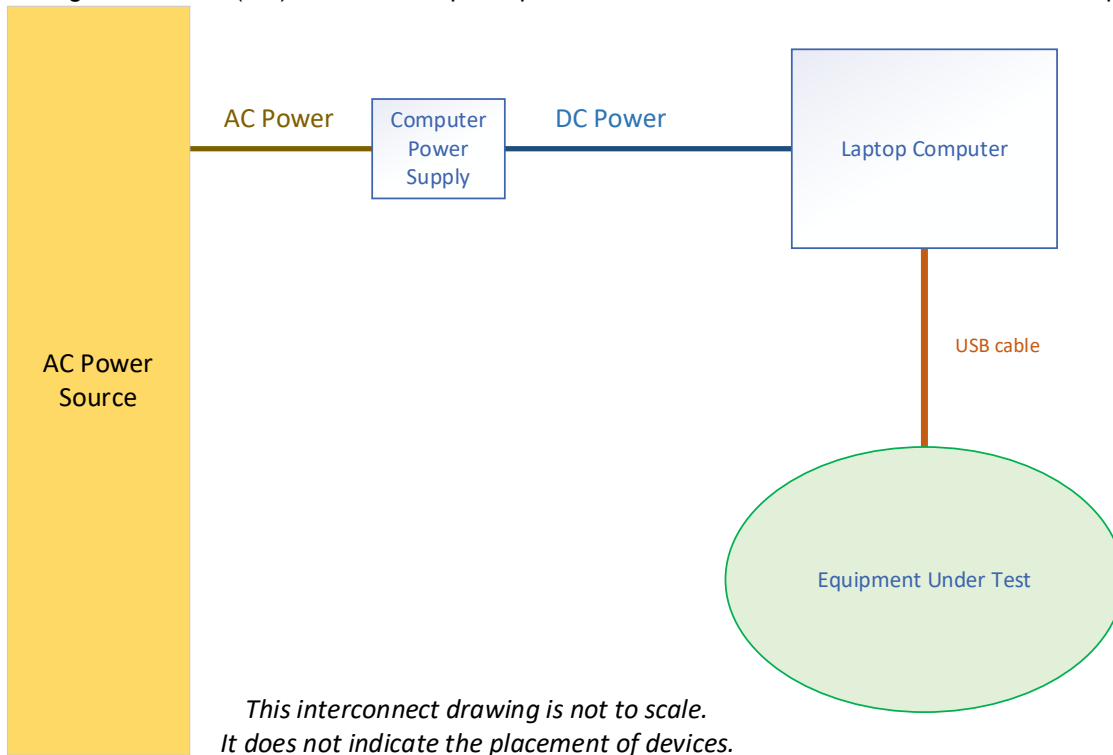 AC Power
Computer
Power
Supply
DC Power
Laptop Computer
AC Power
Source
USB cable
Equipment Under Test
This interconnect drawing is not to scale.
It does not indicate the placement of devices.